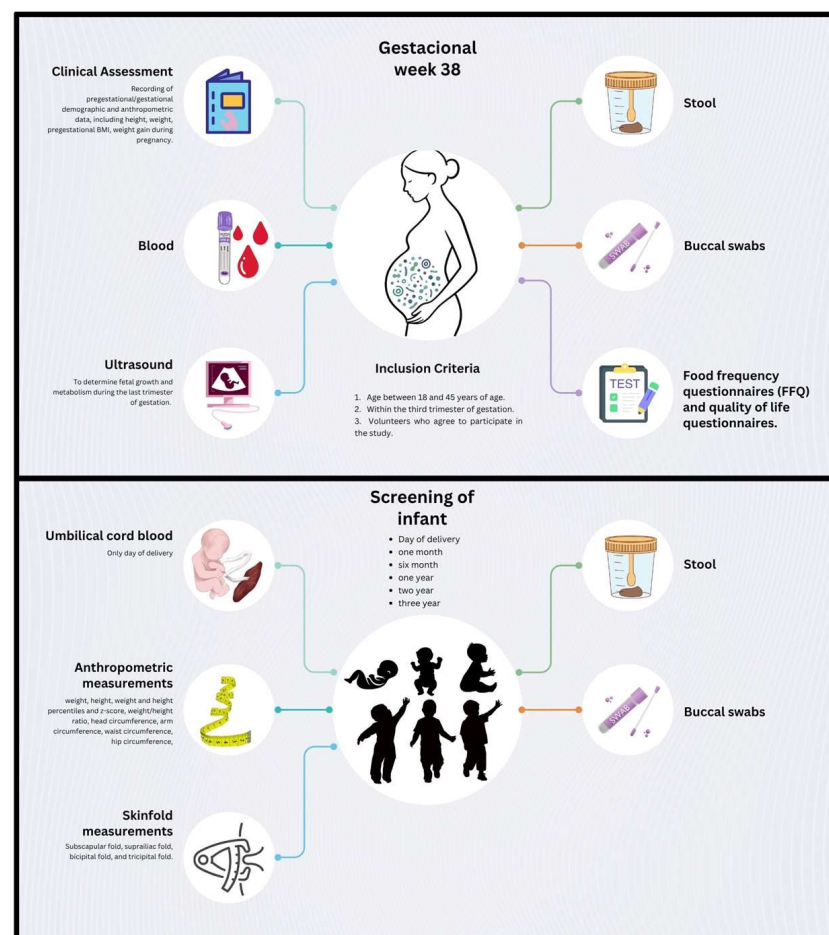 Gestacional
week 38
Clinical Assessment
Recording of
pregestational/gestational
demographic and anthropometric
data, including height, weight,
pregestational BMI, weight gain during
pregnancy.
Stool
Blood
SWAB
Buccal swabs
Ultrasound
To determine fetal growth and
metabolism during the last trimester
of gestation.
Inclusion Criteria
1. Age between 18 and 45 years of age.
2. Within the third trimester of gestation.
3. Volunteers who agree to participate in
the study.
TEST
Food frequency
questionnaires (FFQ)
and quality of life
questionnaires.
Screening of
infant
• Day of delivery
• one month
• six month
• one year
• two year
• three year
Umbilical cord blood
Only day of delivery
Stool
Anthropometric
measurements
weight, height, weight and height
percentiles and z-score, weight/height
ratio, head circumference, arm
circumference, waist circumference,
hip circumference,
SWAB
Buccal swabs
Skinfold
measurements
Subscapular fold, suprailiac fold,
bicipital fold, and tricipital fold.